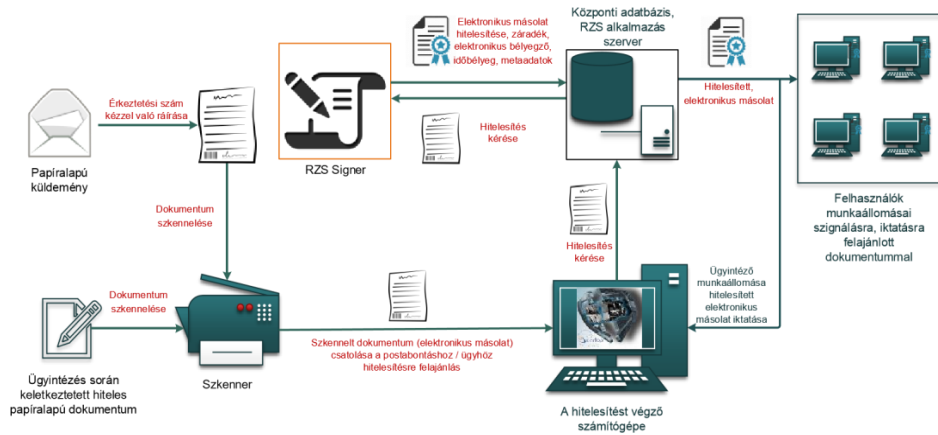 Elektronikus másolat
hitelesítése, záradék,
elektronikus bélyegző,
időbélyeg, metaadatok
Központi adatbázis,
RZS alkalmazás
szerver
Hitelesített,
elektronikus másolat
Érkeztetési szám
kézzel való ráírása
Papíralapú
küldemény
RZS Signer
Hitelesítés
kérése
Felhasználók
munkaállomásai
szignálásra, iktatásra
felajánlott
dokumentummal
Dokumentum
szkennelése
Hitelesítés
kérése
Ügyintéző
munkaállomása
hitelesített
elektronikus
másolat iktatása
Dokumentum
szkennelése
Szkennelt dokumentum (elektronikus másolat)
csatolása a postabontáshoz / ügyhöz
hitelesítésre felajánlás
Szkenner
Ügyintézés során
keletkeztetett hiteles
papíralapú dokumentum
A hitelesítést végző
számítógépe